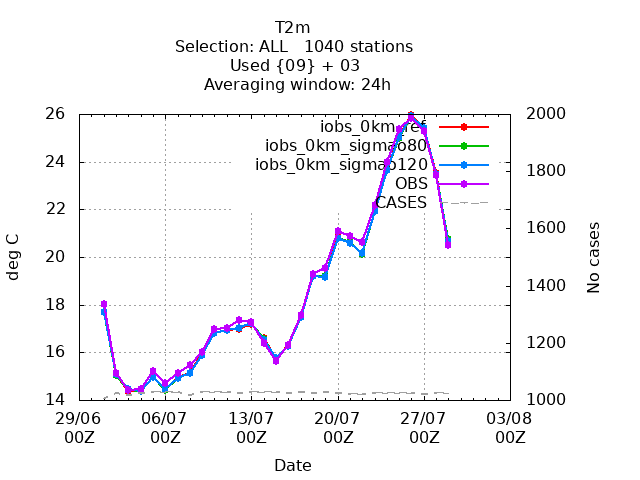 T2m
Selection: ALL   1040 stations
Used {09} + 03
Averaging window: 24h
iobs_0km_ref
iobs_0km_sigmao80
iobs_0km_sigmao120
OBS
CASES
26
24
22
20
18
16
14
deg C
2000
1800
1600
1400
1200
1000
No cases
29/06 06/07 13/07 20/07 27/07 03/08
00Z 00Z 00Z 00Z 00Z 00Z
Date